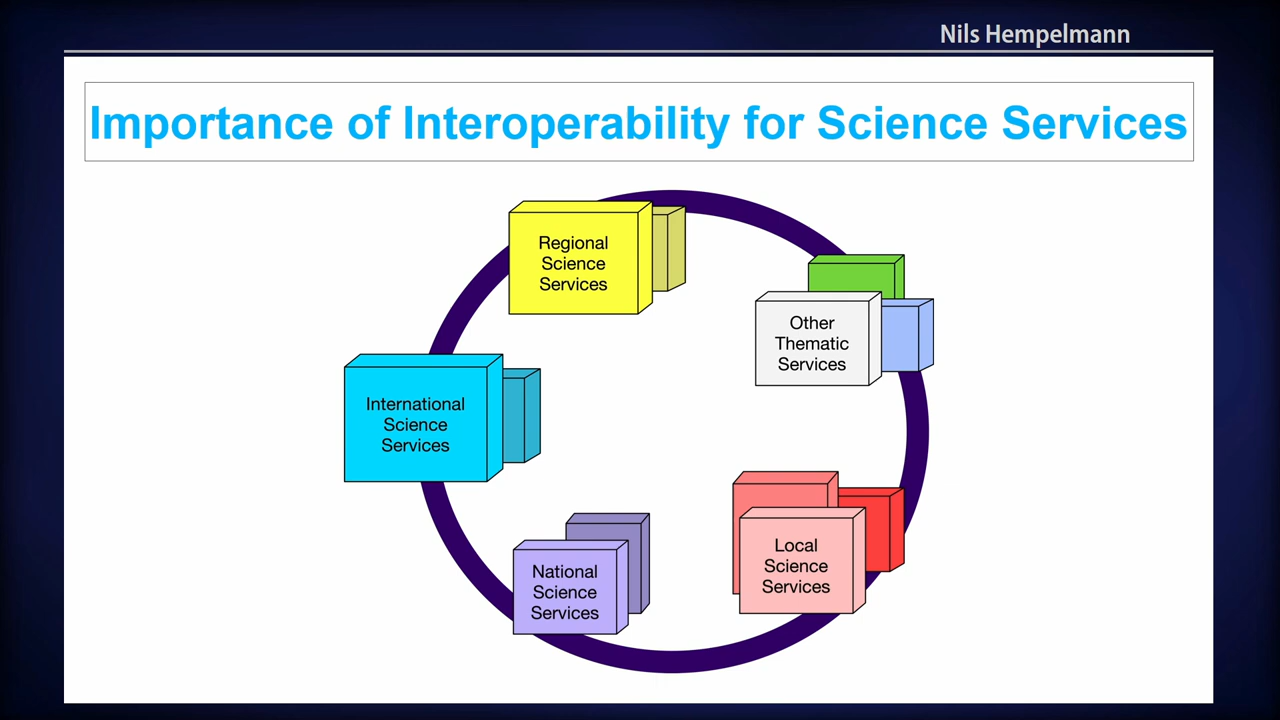 Nils Hempelmann
Importance of Interoperability for Science Services
Regional
Science
Services
Other
Thematic
Services
International
Science
Services
National
Science
Services
Local
Science
Services